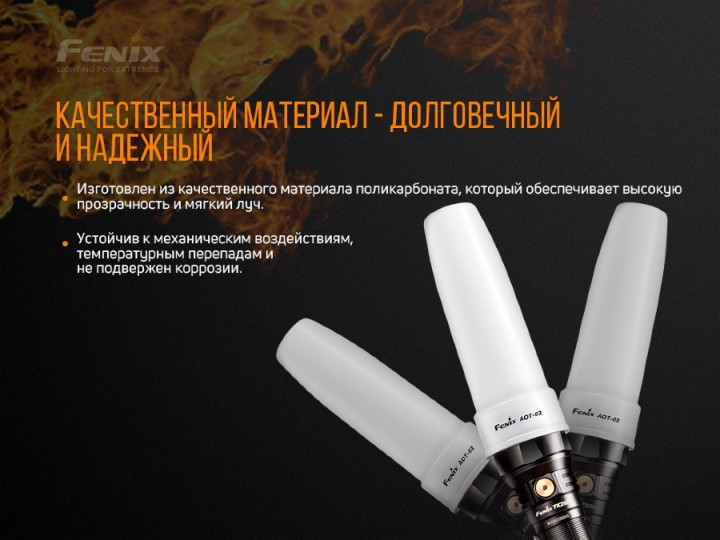 FENIX
LIGHTING FOR EXTREMES
КАЧЕСТВЕННЫЙ МАТЕРИАЛ - ДОЛГОВЕЧНЫЙ
И НАДЕЖНЫЙ
Изготовлен из качественного материала поликарбоната, который обеспечивает высокую
прозрачность и мягкий луч.
Устойчив к механическим воздействиям,
температурным перепадам и
не подвержен коррозии.
FENIX AOT-02
FENIX AOT-02
FENIX AOT-02
FENIX